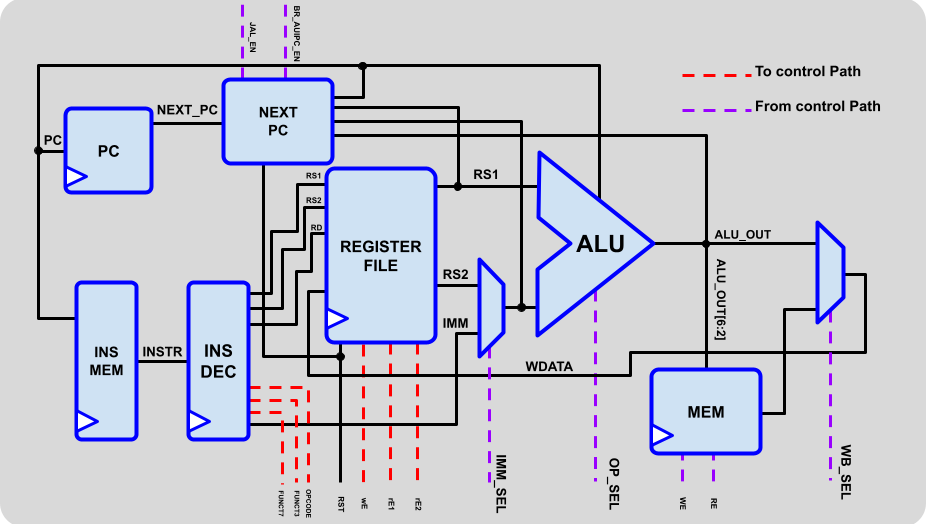 JAL_EN
BR_AUIPC_EN
To control Path
From control Path
NEXT
PC
NEXT_PC
PC
PC
RS1
RS2
RD
REGISTER
FILE
RS1
RS2
IMM
ALU
ALU_OUT
ALU_OUT[6:2]
INS
MEM
INSTR
INS
DEC
WDATA
MEM
FUNCT7
FUNCT3
OPCODE
RST
wE
rE1
rE2
IMM_SEL
OP_SEL
WE
RE
WB_SEL